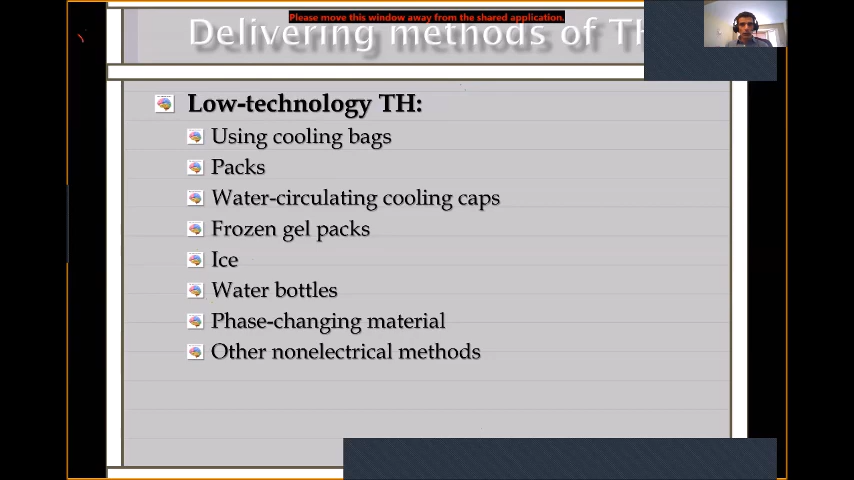 Please move this window away from the shared application.
Delivering methods of TH
Low-technology TH:
Using cooling bags
Packs
Water-circulating cooling caps
Frozen gel packs
Ice
Water bottles
Phase-changing material
Other nonelectrical methods